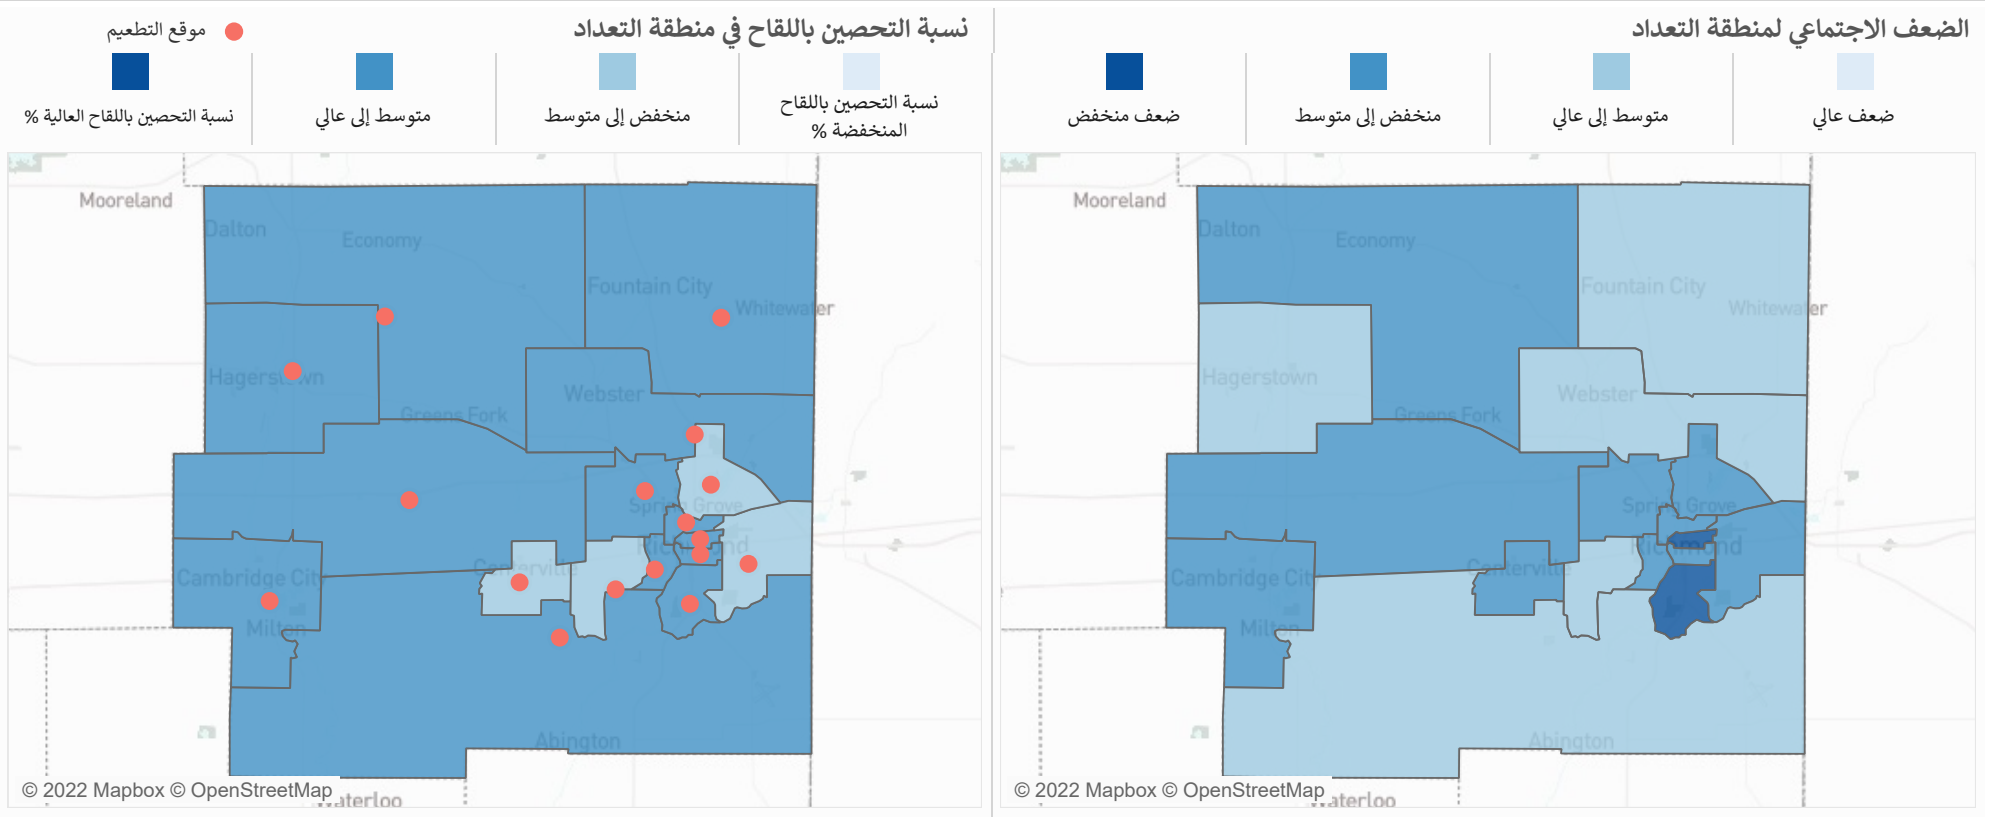 الضعف الاجتماعي لمنطقة التعداد
ضعف عالي
متوسط إلى عالي
منخفض إلى متوسط
ضعف منخفض
Mooreland
Dalton
Economy
Fountain City
Whitewater
Hagerstown
Webster
Greens Fork
Spring Grove
Richmond
Centerville
Cambridge City
Milton
Abington
© 2022 Mapbox © OpenStreetMap
Waterloo
نسبة التحصين باللقاح في منطقة التعداد
موقع التطعيم
نسبة التحصين باللقاح
المنخفضة %
منخفض إلى متوسط
متوسط إلى عالي
نسبة التحصين باللقاح العالية %
Mooreland
Dalton
Economy
Fountain City
Whitewater
Hagerstown
Webster
Greens Fork
Spring Grove
Richmond
Centerville
Cambridge City
Milton
Abington
© 2022 Mapbox © OpenStreetMap
Waterloo